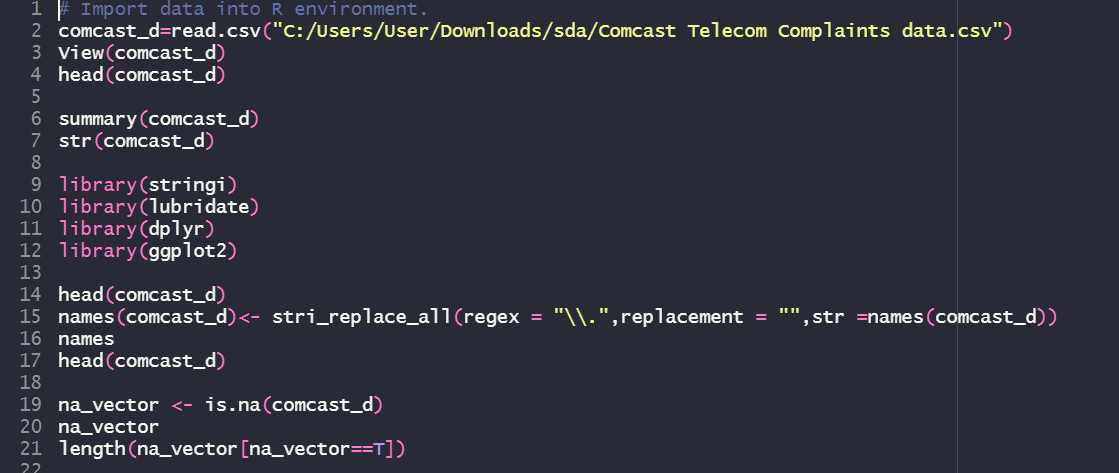 1 # Import data into R environment.
2 comcast_d=read.csv("C:/Users/User/Downloads/sda/Comcast Telecom Complaints data.csv")
3 View(comcast_d)
4 head(comcast_d)
5
6 summary(comcast_d)
7 str(comcast_d)
8
9 library(stringi)
10 library(lubridate)
11 library(dplyr)
12 library(ggplot2)
13
14 head(comcast_d)
15 names(comcast_d)<- stri_replace_all(regex = "\\.",replacement = "",str =names(comcast_d))
16 names
17 head(comcast_d)
18
19 na_vector <- is.na(comcast_d)
20 na_vector
21 length(na_vector[na_vector==T])
22